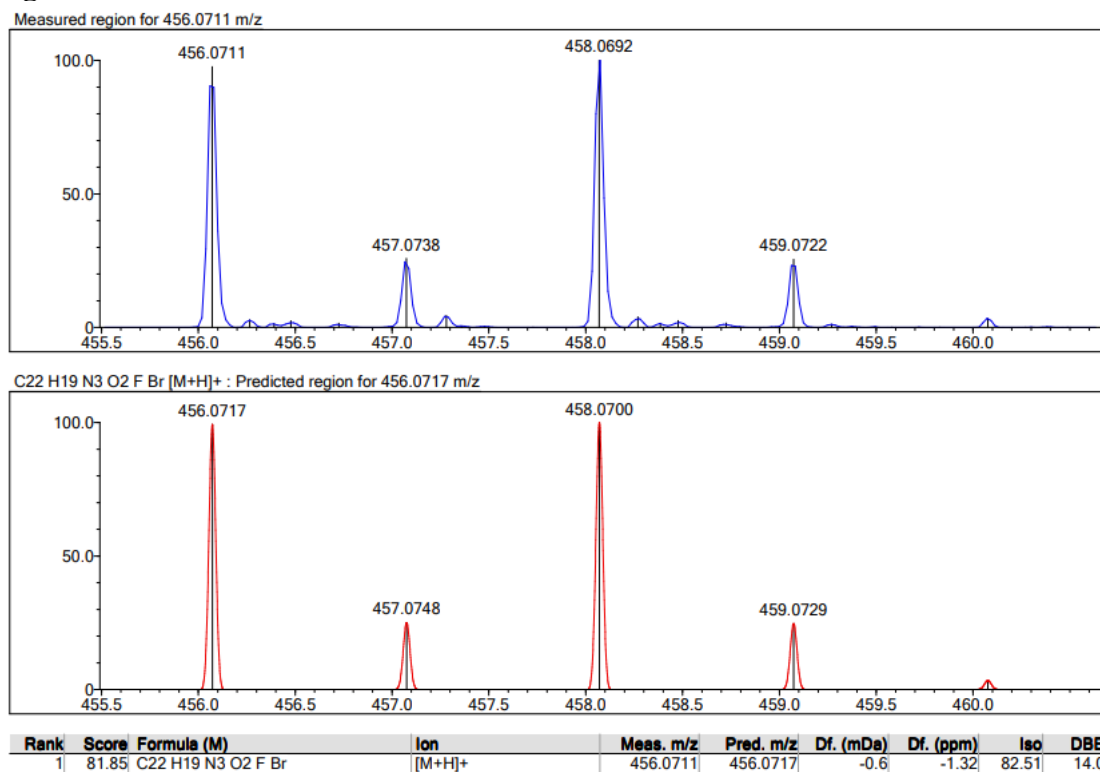 Measured region for 456.0711 m/z
456.0711
458.0692
100.0
50.0
457.0738
459.0722
0
455.5 456.0 456.5 457.0 457.5 458.0 458.5 459.0 459.5 460.0
C22 H19 N3 O2 F Br [M+H]+ : Predicted region for 456.0717 m/z
456.0717
458.0700
100.0
50.0
457.0748
459.0729
0
455.5 456.0 456.5 457.0 457.5 458.0 458.5 459.0 459.5 460.0
Rank Score Formula (M) Ion Meas. m/z Pred. m/z Df. (mDa) Df. (ppm) Iso DBE
1 81.85 C22 H19 N3 O2 F Br [M+H]+ 456.0711 456.0717 -0.6 -1.32 82.51 14.0